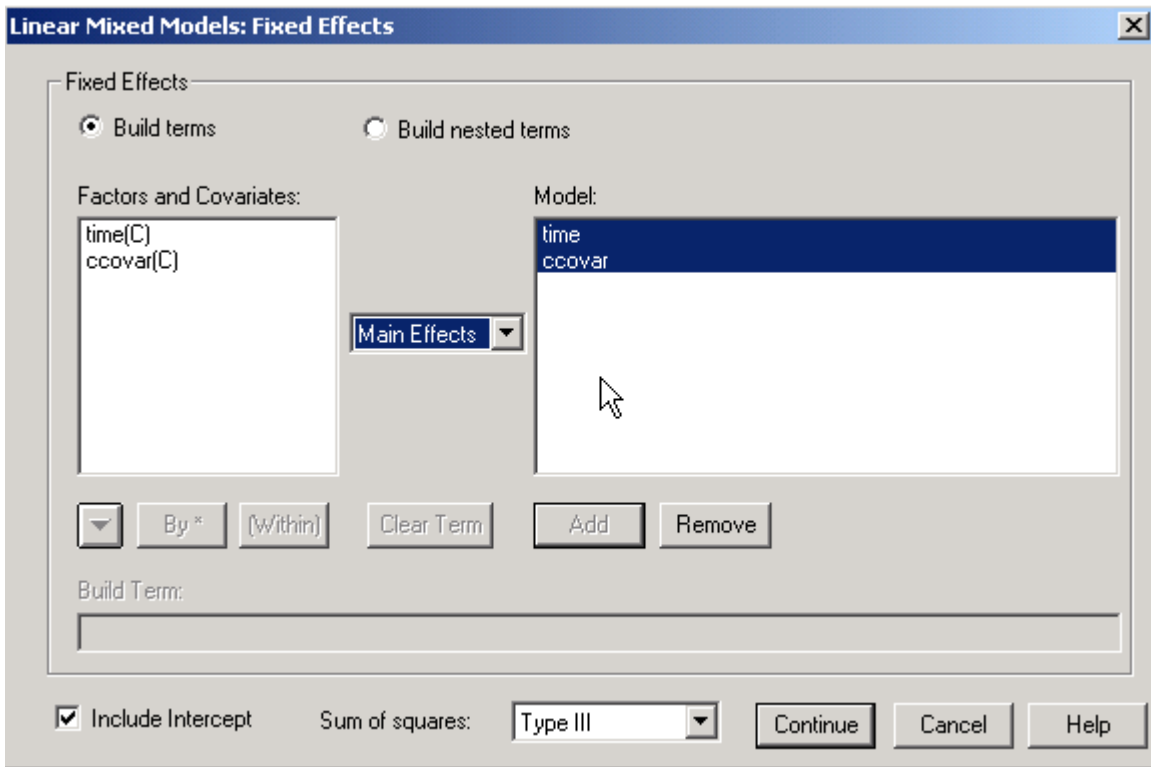 Linear Mixed Models: Fixed Effects
Fixed Effects
Build terms
Build nested terms
Factors and Covariates:
Model:
time(C)
ccovar(C)
Main Effects
time
ccovar
By *
(Within)
Clear Term
Add
Remove
Build Term:
Include Intercept
Sum of squares:
Type III
Continue
Cancel
Help